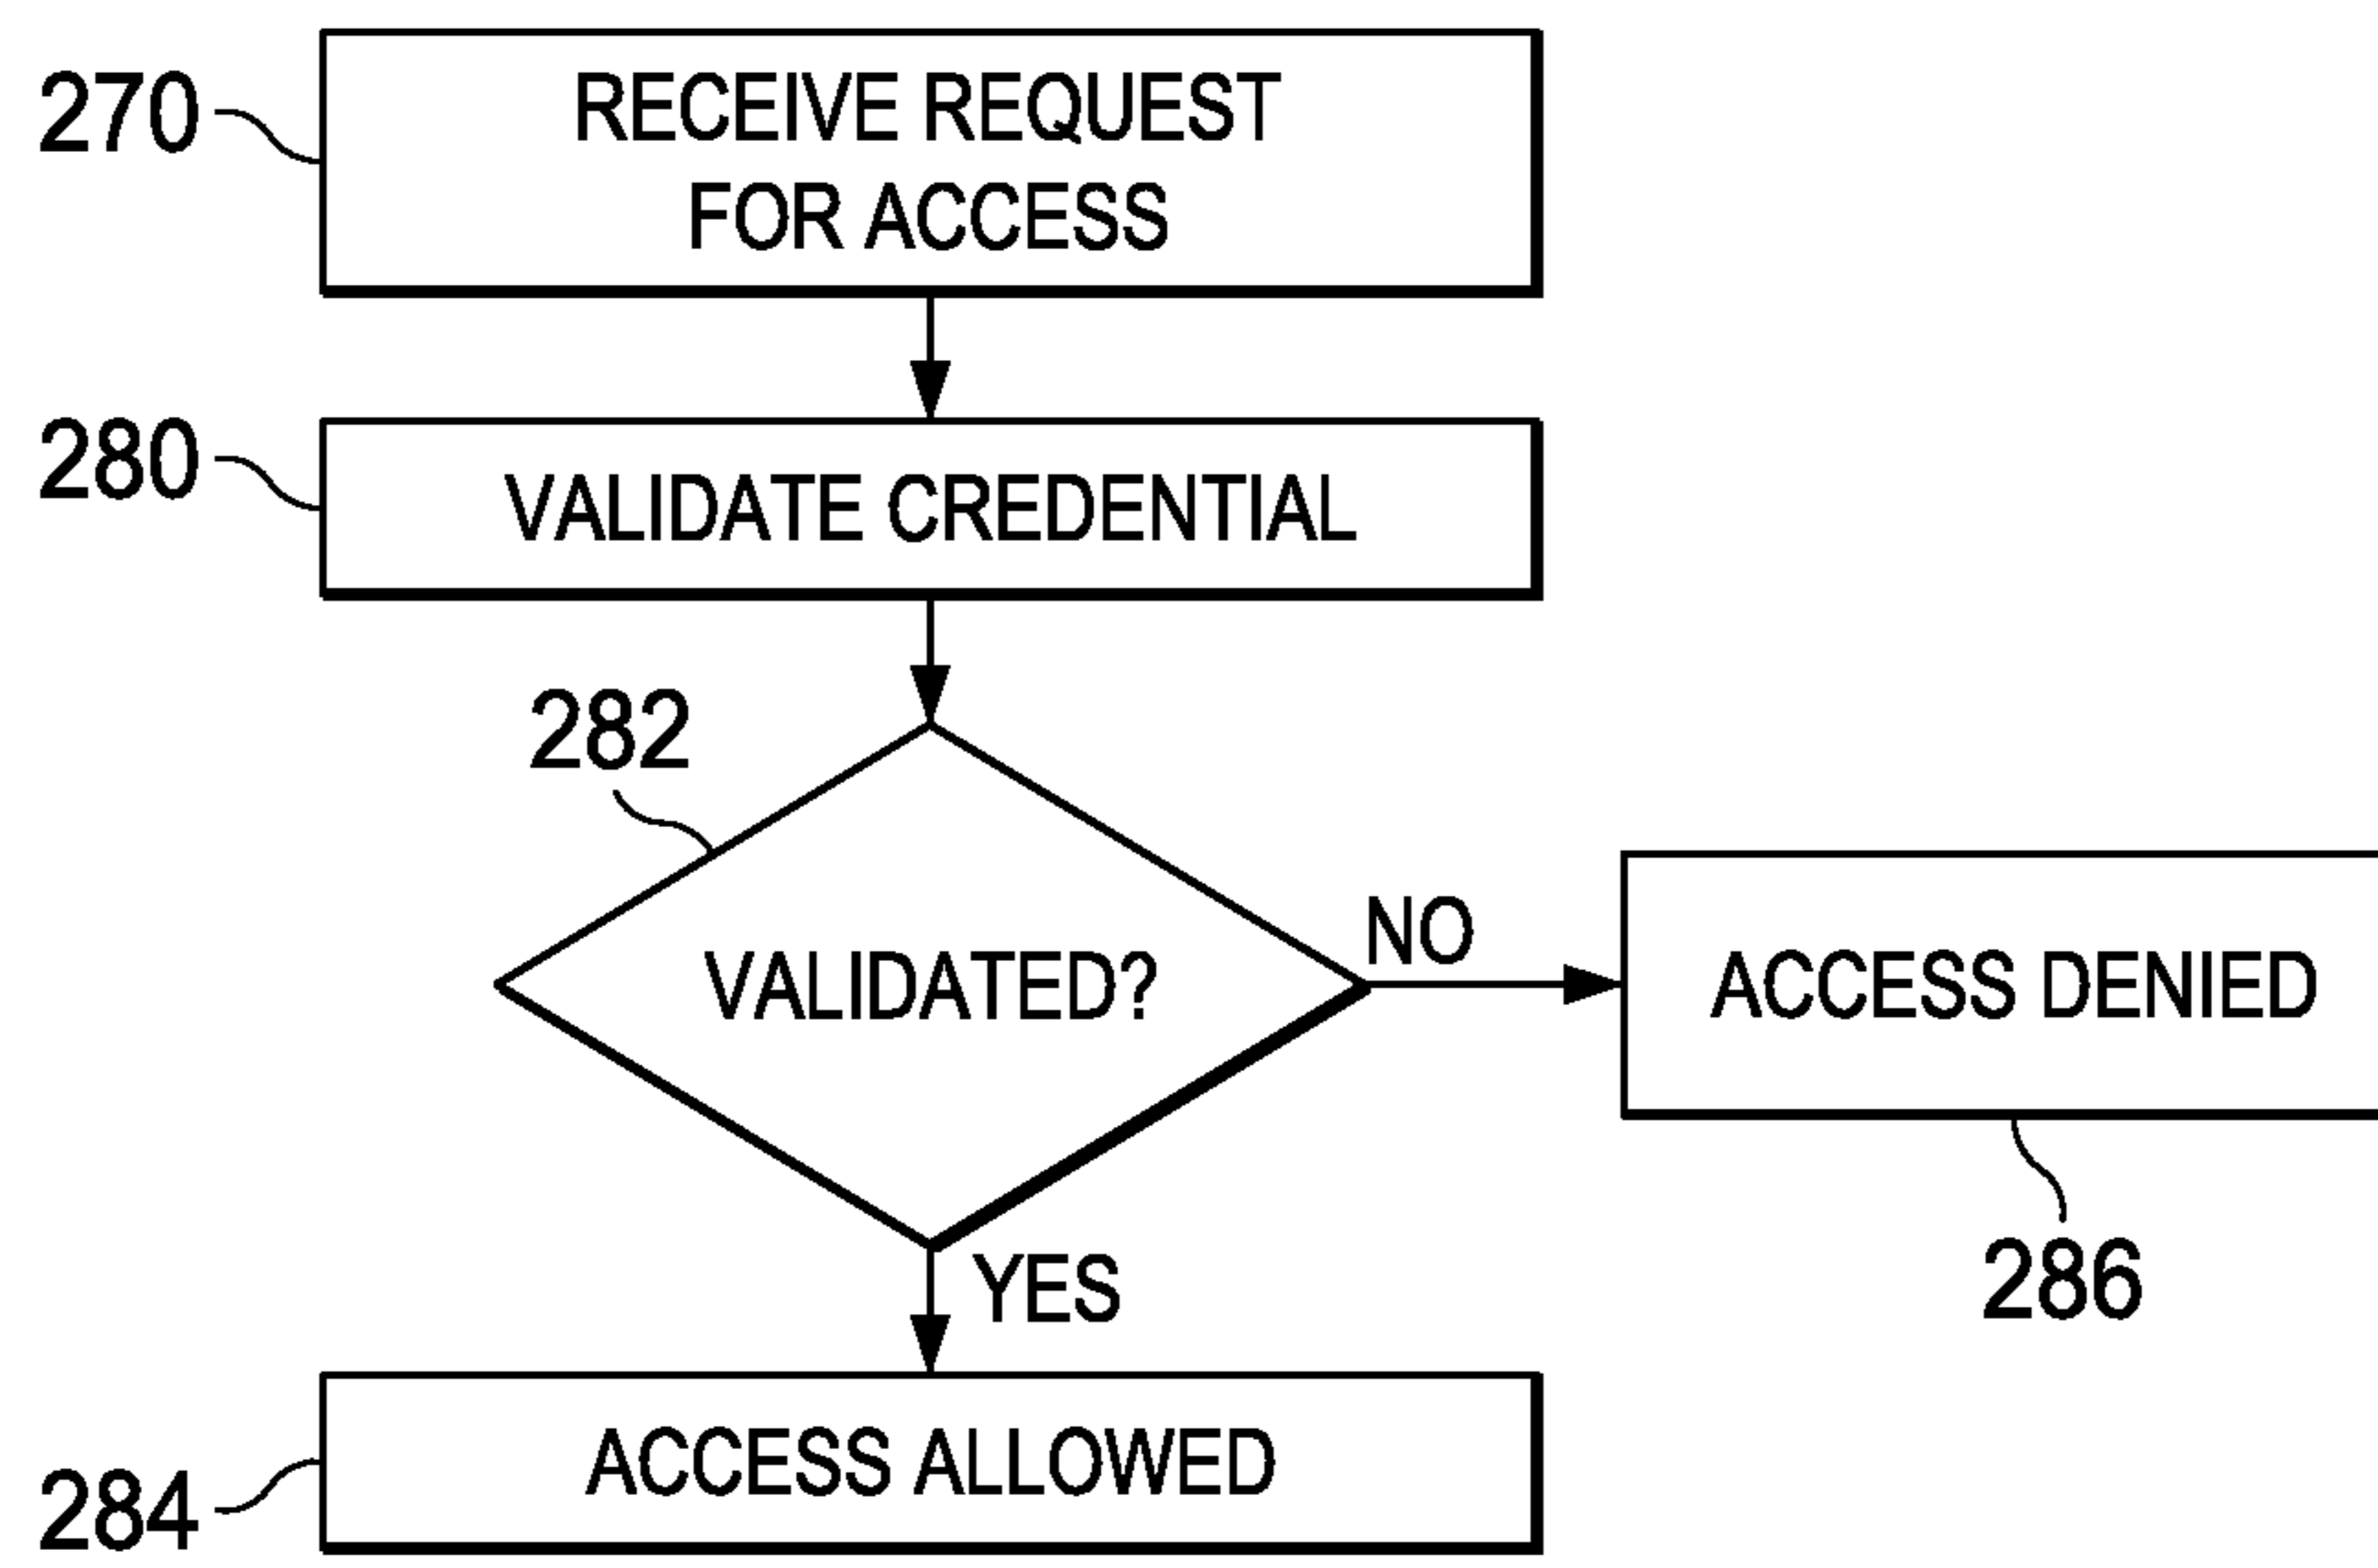 270
RECEIVE REQUEST
FOR ACCESS
280
VALIDATE CREDENTIAL
282
VALIDATED?
NO
ACCESS DENIED
286
YES
ACCESS ALLOWED
284